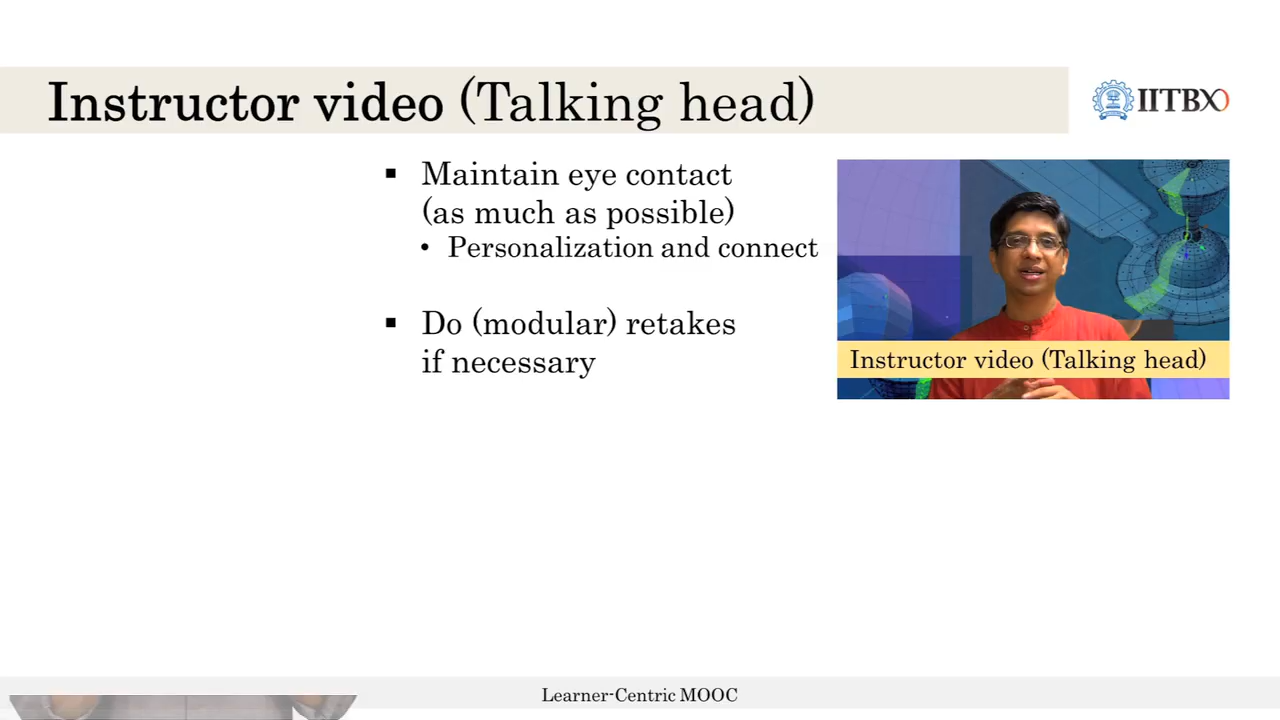 Instructor video (Talking head)
IITBX
▪ Maintain eye contact
(as much as possible)
• Personalization and connect
▪ Do (modular) retakes
if necessary
Instructor video (Talking head)
Learner-Centric MOOC